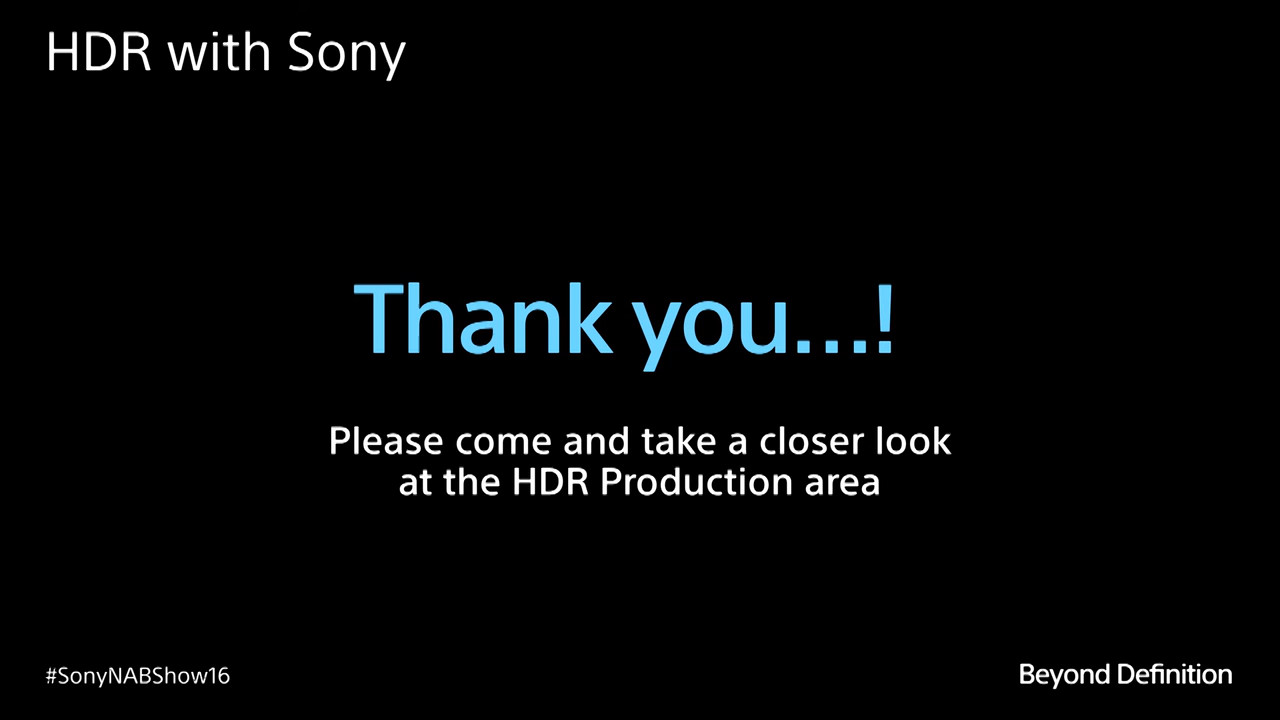 HDR with Sony
Thank you...!
Please come and take a closer look
at the HDR Production area
#SonyNABShow16
Beyond Definition